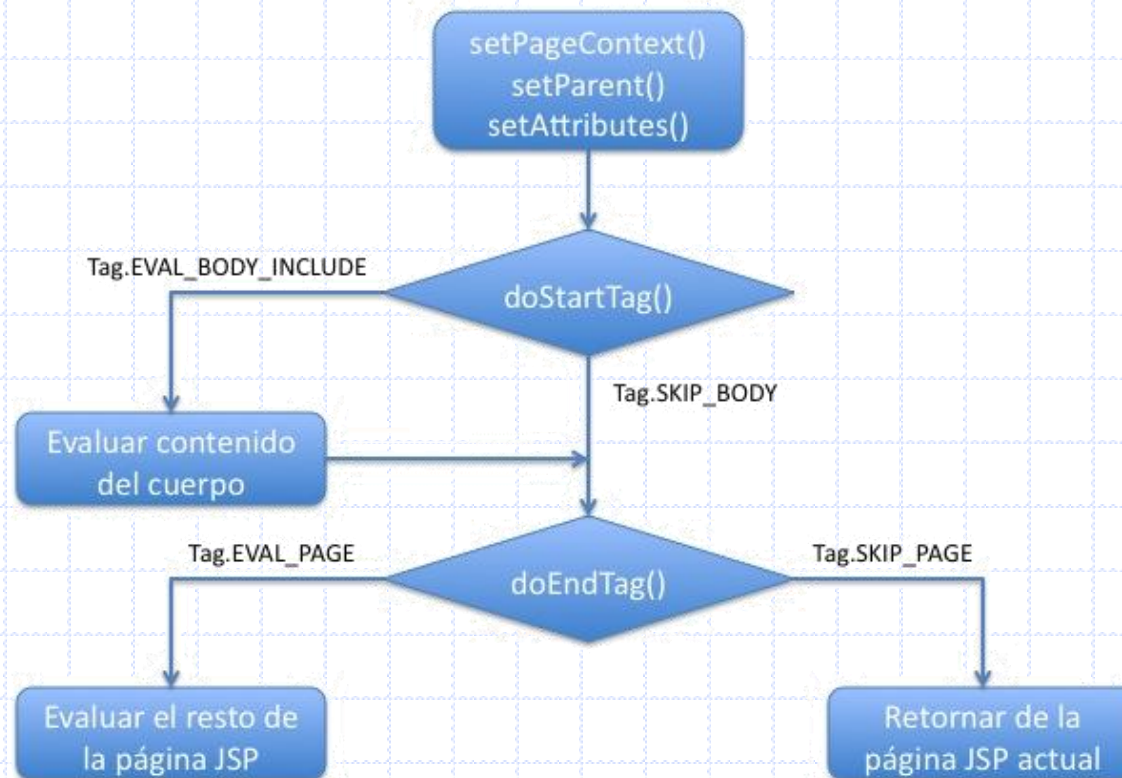 setPageContext()
setParent()
setAttributes()
Tag.EVAL_BODY_INCLUDE
doStartTag()
Tag.SKIP_BODY
Evaluar contenido
del cuerpo
Tag.EVAL_PAGE
Tag.SKIP_PAGE
doEndTag()
Evaluar el resto de
la página JSP
Retornar de la
página JSP actual